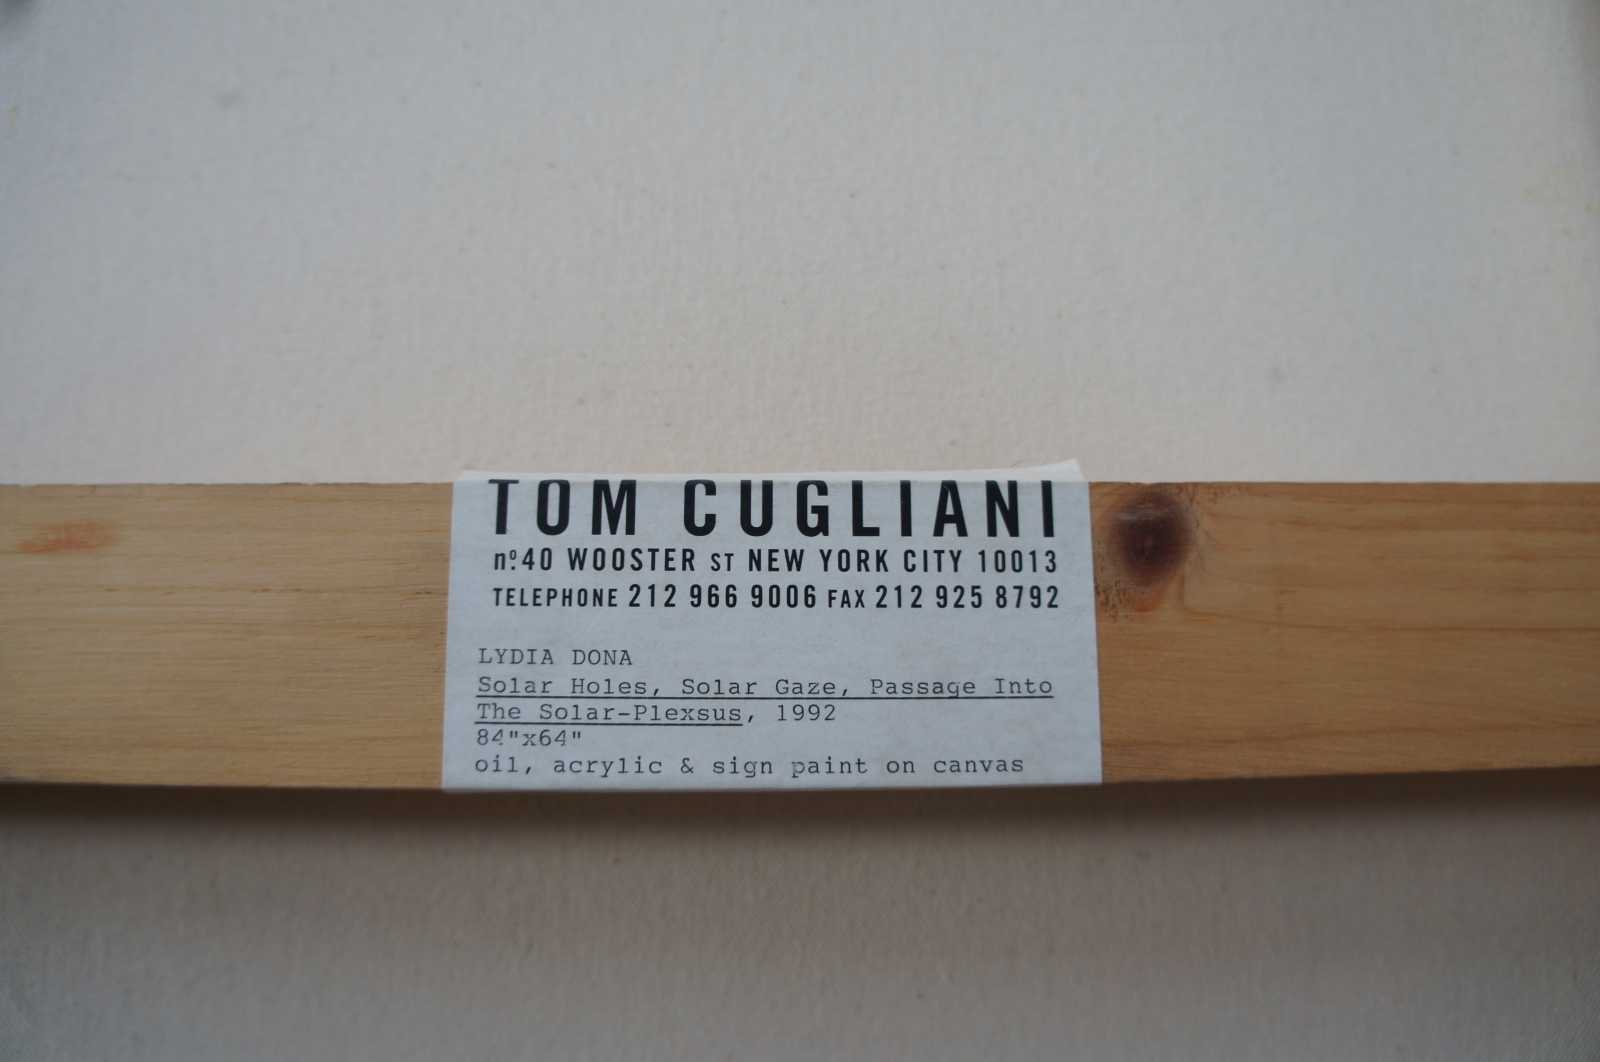 TOM CUGLIANI
nº40 WOOSTER ST NEW YORK CITY 10013
TELEPHONE 212 966 9006 FAX 212 925 8792
LYDIA DONA
Solar Holes, Solar Gaze, Passage Into
The Solar-Plexsus, 1992
84"x64"
oil, acrylic & sign paint on canvas